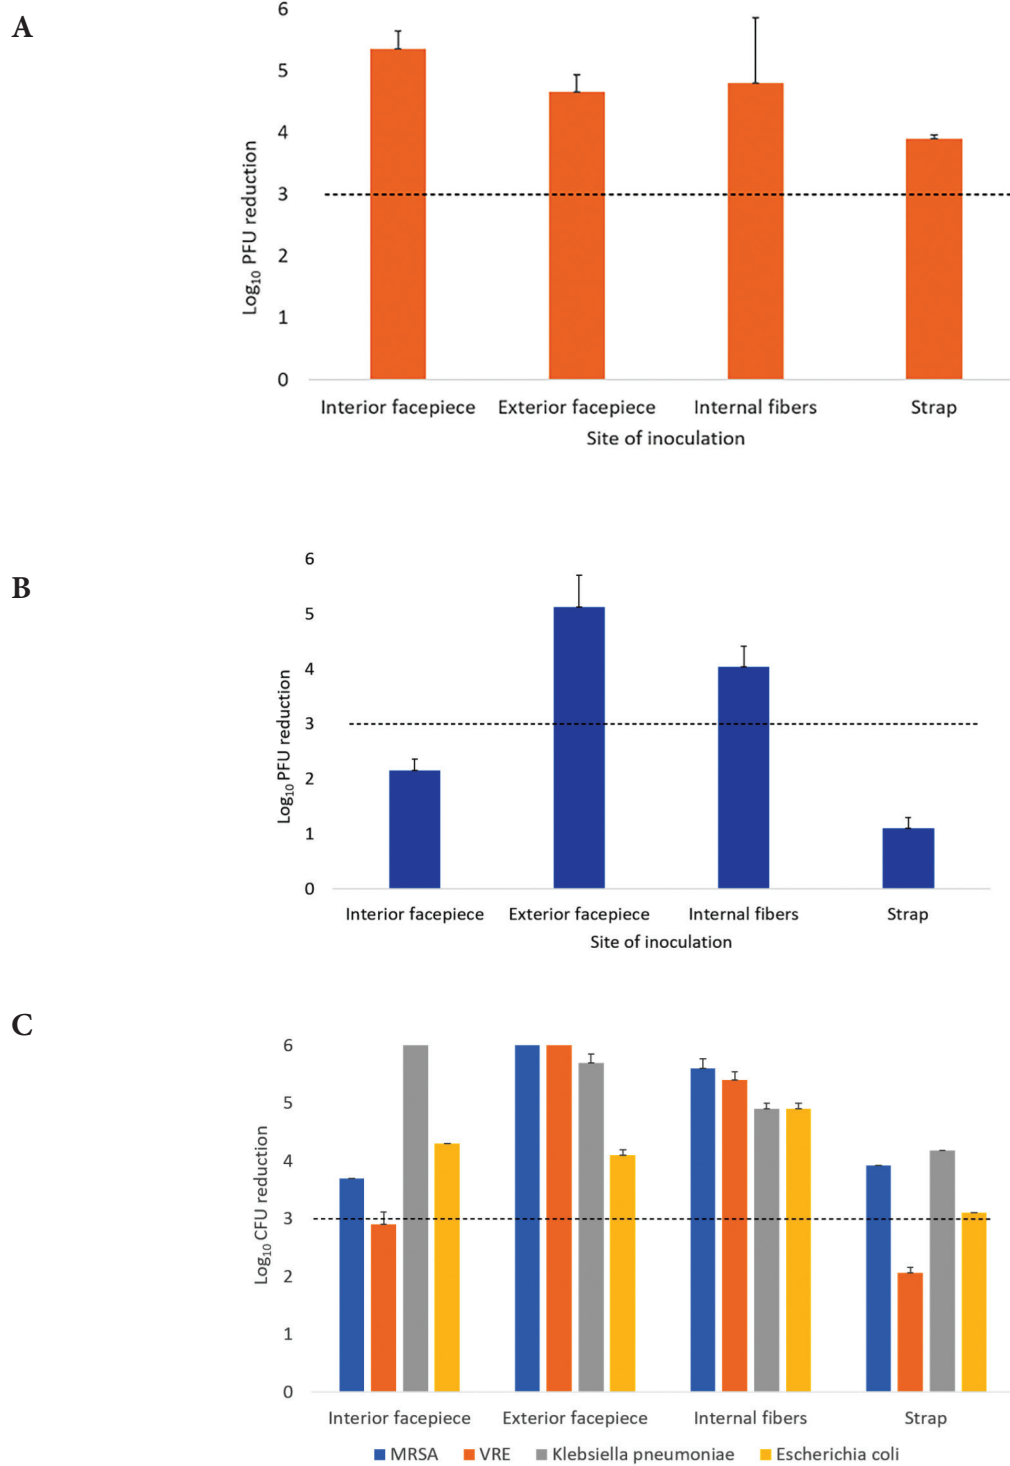 A
6
5
4
3
2
1
0
Log10 PFU reduction
Interior facepiece Exterior facepiece Internal fibers Strap
Site of inoculation
B
6
5
4
3
2
1
0
Log10 PFU reduction
Interior facepiece Exterior facepiece Internal fibers Strap
Site of inoculation
C
6
5
4
3
2
1
0
Log10 CFU reduction
Interior facepiece Exterior facepiece Internal fibers Strap
MRSA VRE Klebsiella pneumoniae Escherichia coli